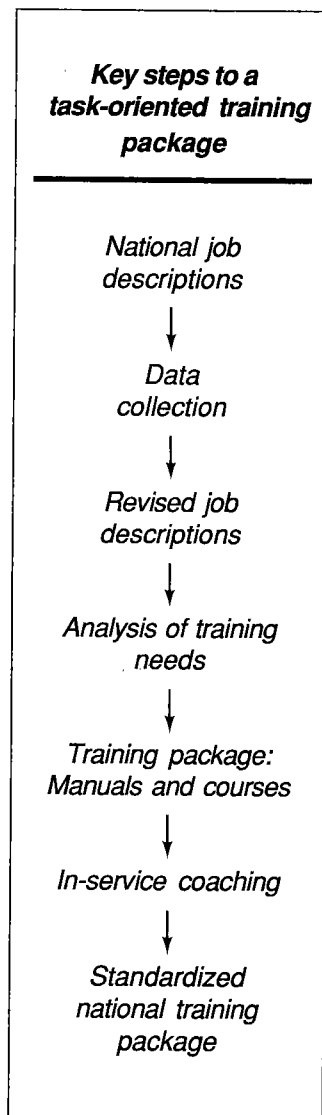 Key steps to a
task-oriented training
package
National job
descriptions
Data
collection
Revised job
descriptions
Analysis of training
needs
Training package:
Manuals and courses
In-service coaching
Standardized
national training
package